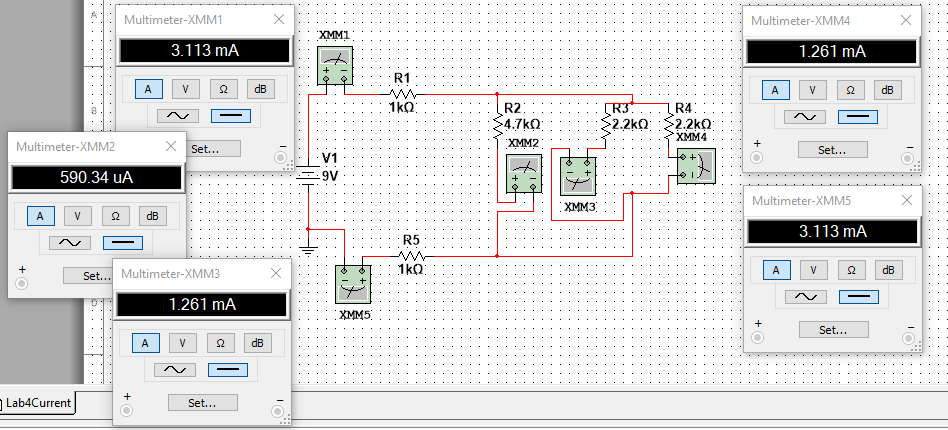 Multimeter-XMM1
3.113 mA
A V Ω dB
Set...
−
Multimeter-XMM2
590.34 uA
A V Ω dB
+
Set...
Multimeter-XMM3
1.261 mA
A V Ω dB
+ −
Set...
XMM1
+ −
R1
1kΩ
V1
9V
R2
4.7kΩ
XMM2
+ −
R3
2.2kΩ
XMM3
R4
2.2kΩ
XMM4
R5
1kΩ
XMM5
Multimeter-XMM4
1.261 mA
A V Ω dB
+ −
Set...
Multimeter-XMM5
3.113 mA
A V Ω dB
+ −
Set...
A
B
D
Lab4Current